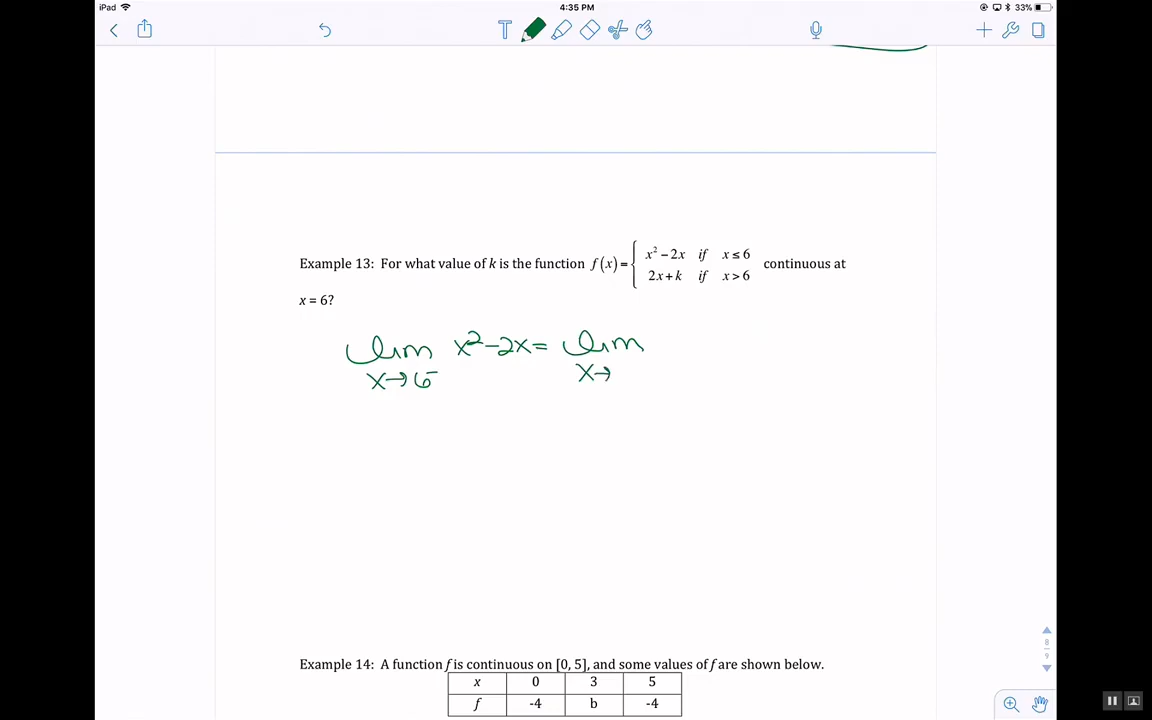 iPad 4:35 PM 33%
T
Example 13: For what value of k is the function f(x) = { x² – 2x if x ≤ 6
2x + k if x > 6 continuous at
x = 6?
lim x² – 2x = lim
x→6⁻ x→
8
9
Example 14: A function f is continuous on [0, 5], and some values of f are shown below.
x 0 3 5
f -4 b -4